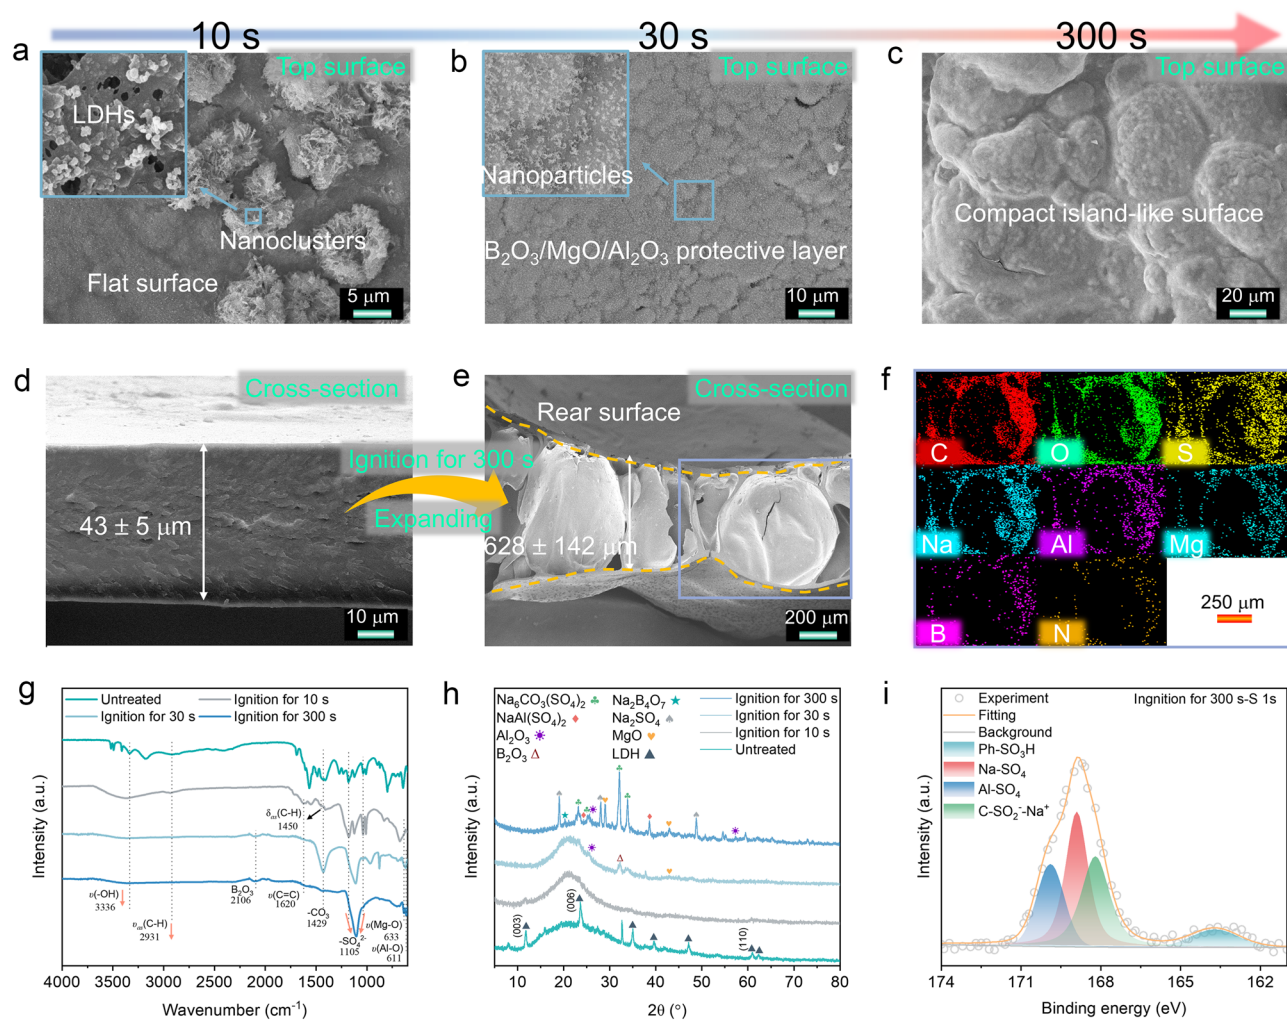 10 s
30 s
300 s
a
Top surface
LDHs
Nanoclusters
Flat surface
5 μm
b
Top surface
Nanoparticles
B₂O₃/MgO/Al₂O₃ protective layer
10 μm
c
Top surface
Compact island-like surface
20 μm
d
Cross-section
43 ± 5 μm
10 μm
Ignition for 300 s
Expanding
e
Cross-section
Rear surface
628 ± 142 μm
200 μm
f
C
O
S
Na
Al
Mg
B
N
250 μm
g
Untreated
Ignition for 10 s
Ignition for 30 s
Ignition for 300 s
δas(C-H)
1450
υ(-OH)
3336
υas(C-H)
2931
B₂O₃
2106
υ(C=C)
1620
-CO₃
1429
-SO₄²⁻
1105
υ(Mg-O)
633
υ(Al-O)
611
Intensity (a.u.)
4000 3000 2000 1000
Wavenumber (cm⁻¹)
h
Na₆CO₃(SO₄)₂
Na₂B₄O₇
NaAl(SO₄)₂
Na₂SO₄
Al₂O₃
MgO
B₂O₃
LDH
Ignition for 300 s
Ignition for 30 s
Ignition for 10 s
Untreated
(003)
(006)
(110)
Intensity (a.u.)
10 20 30 40 50 60 70 80
2θ (°)
i
Experiment
Ingnition for 300 s-S 1s
Fitting
Background
Ph-SO₃H
Na-SO₄
Al-SO₄
C-SO₂⁻-Na⁺
Intensity (a.u.)
174 171 168 165 162
Binding energy (eV)